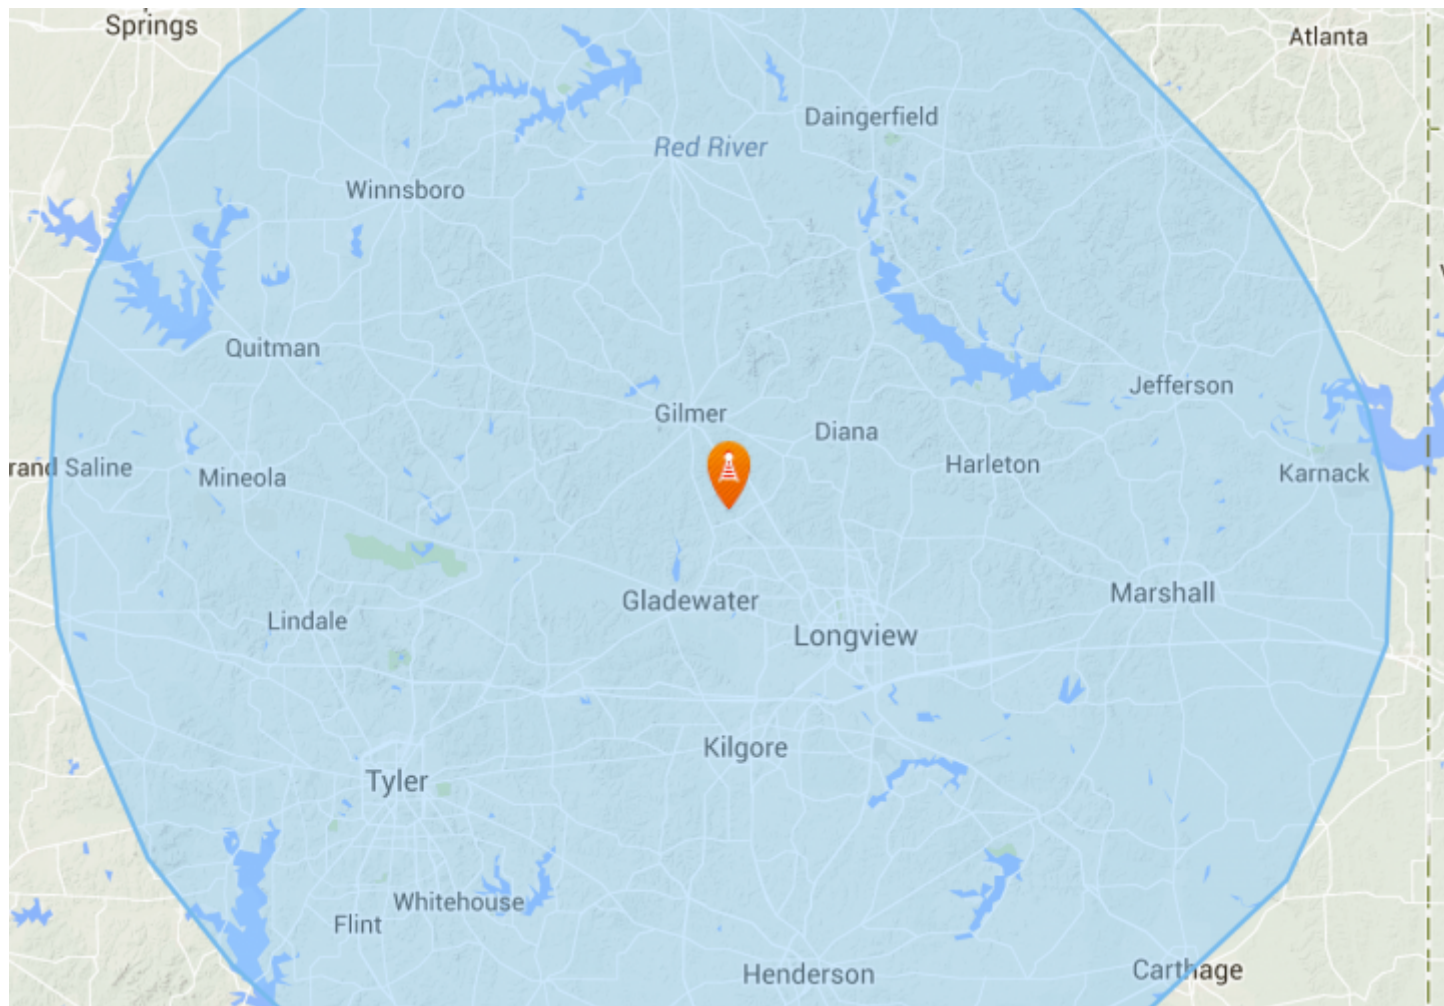 Springs
Atlanta
Daingerfield
Red River
Winnsboro
Quitman
Jefferson
Gilmer
Diana
Harleton
rand Saline
Mineola
Karnack
Marshall
Gladewater
Lindale
Longview
Kilgore
Tyler
Whitehouse
Flint
Henderson
Carthage